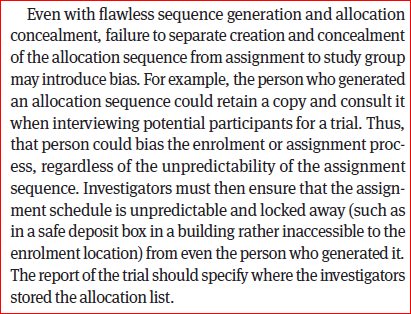 Even with flawless sequence generation and allocation
concealment, failure to separate creation and concealment
of the allocation sequence from assignment to study group
may introduce bias. For example, the person who generated
an allocation sequence could retain a copy and consult it
when interviewing potential participants for a trial. Thus,
that person could bias the enrolment or assignment proc-
ess, regardless of the unpredictability of the assignment
sequence. Investigators must then ensure that the assign-
ment schedule is unpredictable and locked away (such as
in a safe deposit box in a building rather inaccessible to the
enrolment location) from even the person who generated it.
The report of the trial should specify where the investigators
stored the allocation list.